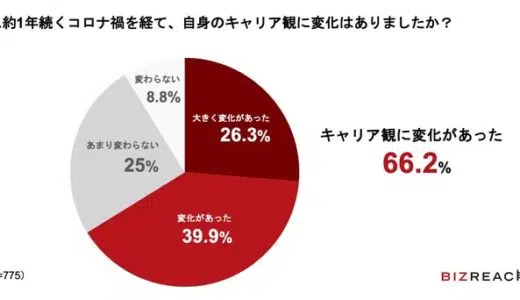 約1年続くコロナ禍を経て、自身のキャリア観に変化はありましたか？
変わらない
8.8%
大きく変化があった
26.3%
あまり変わらない
25%
変化があった
39.9%
キャリア観に変化があった
66.2%
=775)
BIZREAC